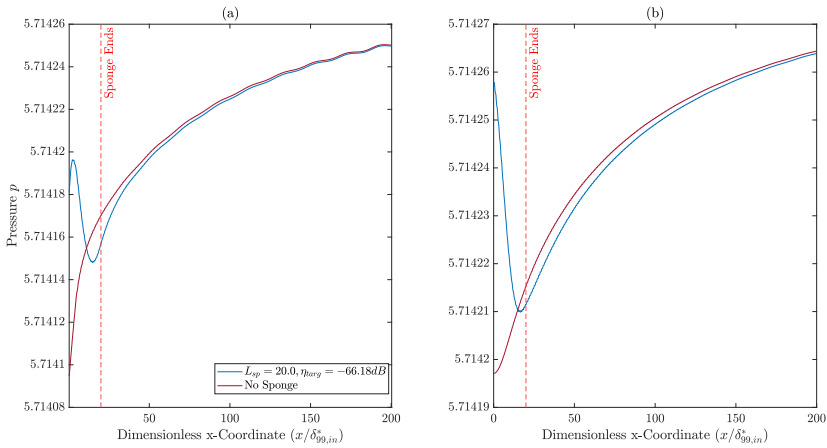 (a)
5.71426
5.71424
5.71422
5.7142
5.71418
5.71416
5.71414
5.71412
5.7141
5.71408
Pressure p
Sponge Ends
L_sp = 20.0, η_targ = −66.18dB
No Sponge
50 100 150 200
Dimensionless x-Coordinate (x/δ*_99,in)
(b)
5.71427
5.71426
5.71425
5.71424
5.71423
5.71422
5.71421
5.7142
5.71419
Sponge Ends
0 50 100 150 200
Dimensionless x-Coordinate (x/δ*_99,in)